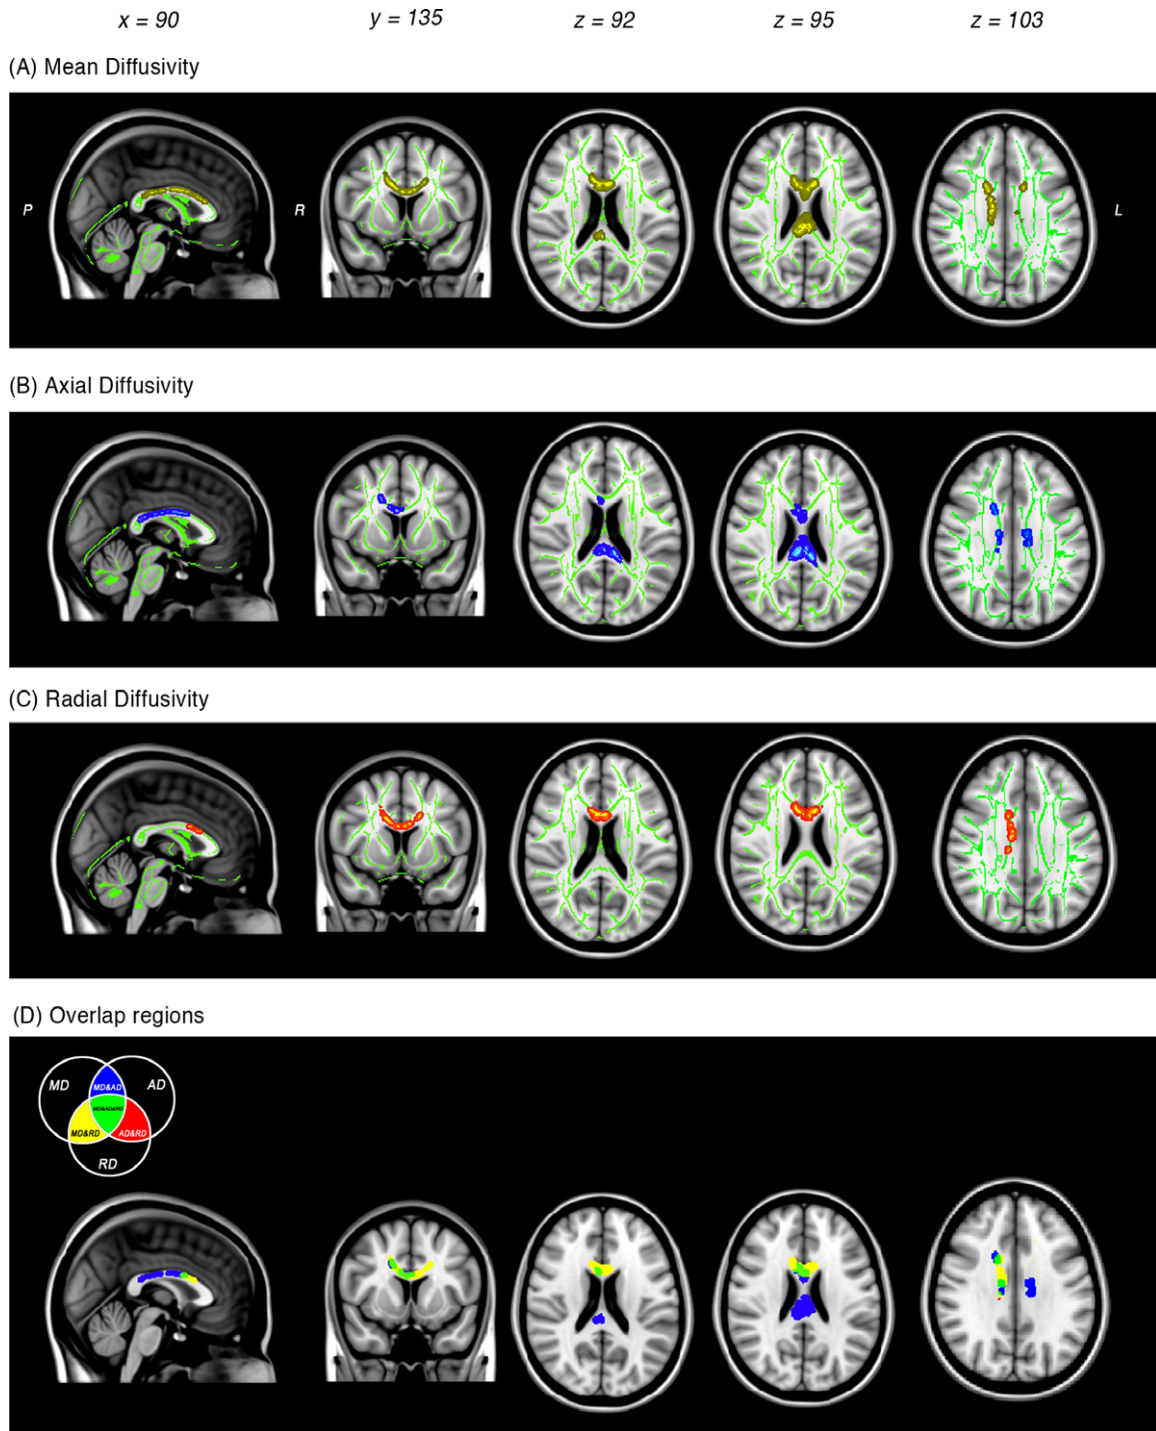 x = 90 y = 135 z = 92 z = 95 z = 103
(A) Mean Diffusivity
P R L
(B) Axial Diffusivity
(C) Radial Diffusivity
(D) Overlap regions
MD MD&AD AD
MD&AD&RD
MD&RD AD&RD
RD